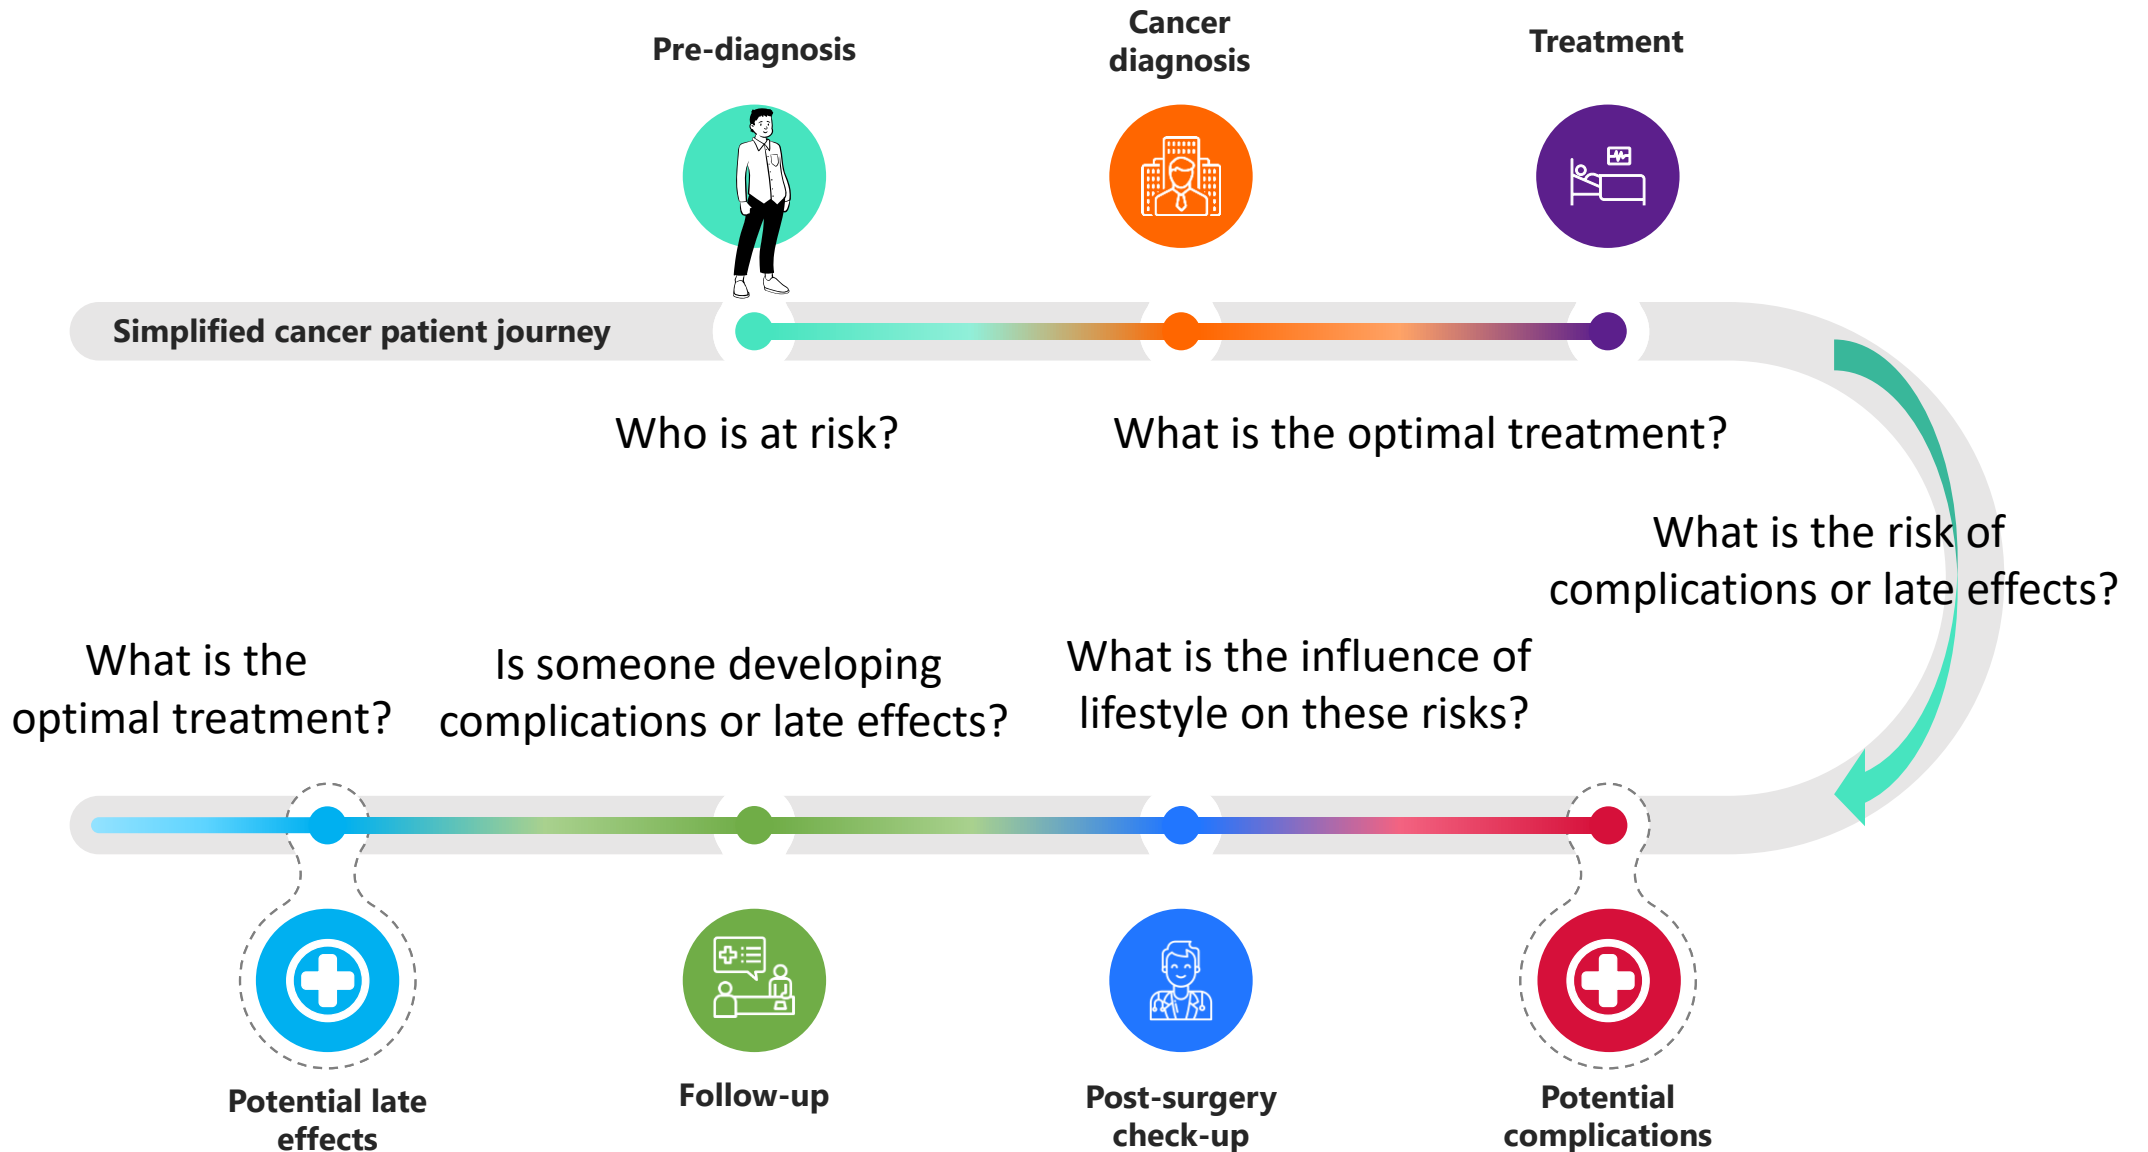 Pre-diagnosis
Cancer
diagnosis
Treatment
Simplified cancer patient journey
Who is at risk?
What is the optimal treatment?
What is the risk of
complications or late effects?
What is the influence of
lifestyle on these risks?
Is someone developing
complications or late effects?
What is the
optimal treatment?
Potential
complications
Post-surgery
check-up
Follow-up
Potential late
effects